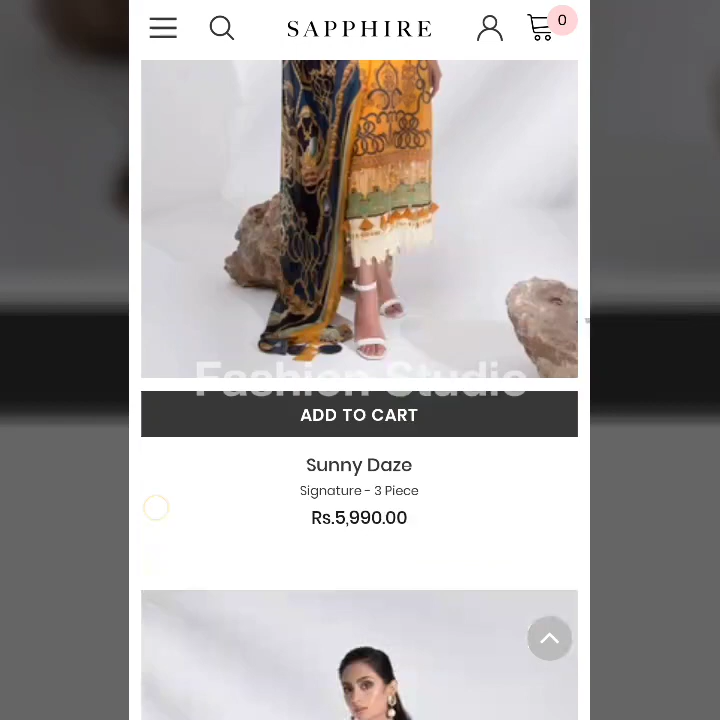 SAPPHIRE
0
Fashion Studio
ADD TO CART
Sunny Daze
Signature - 3 Piece
Rs.5,990.00